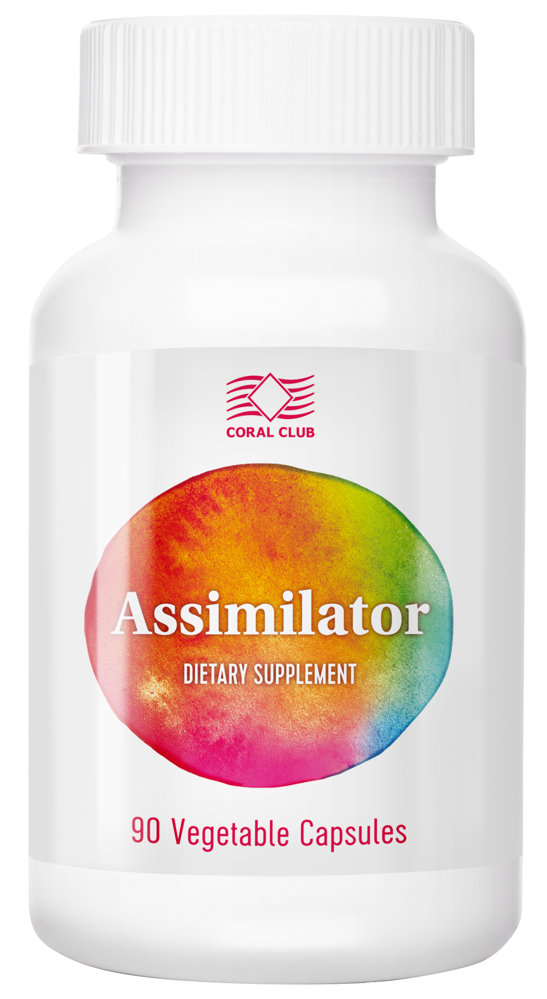 CORAL CLUB
Assimilator
DIETARY SUPPLEMENT
90 Vegetable Capsules